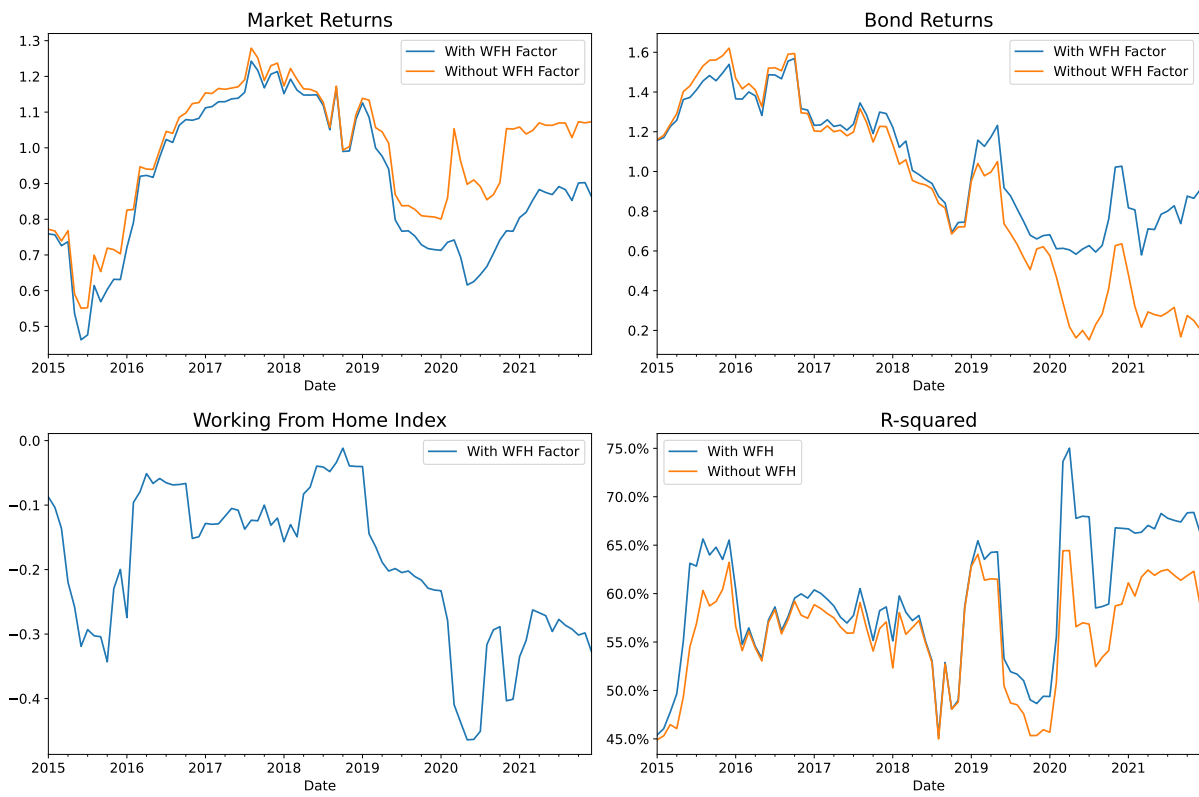 Market Returns
1.3
1.2
1.1
1.0
0.9
0.8
0.7
0.6
0.5
With WFH Factor
Without WFH Factor
2015 2016 2017 2018 2019 2020 2021
Date
Bond Returns
1.6
1.4
1.2
1.0
0.8
0.6
0.4
0.2
With WFH Factor
Without WFH Factor
2015 2016 2017 2018 2019 2020 2021
Date
Working From Home Index
0.0
−0.1
−0.2
−0.3
−0.4
With WFH Factor
2015 2016 2017 2018 2019 2020 2021
Date
R-squared
75.0%
70.0%
65.0%
60.0%
55.0%
50.0%
45.0%
With WFH
Without WFH
2015 2016 2017 2018 2019 2020 2021
Date